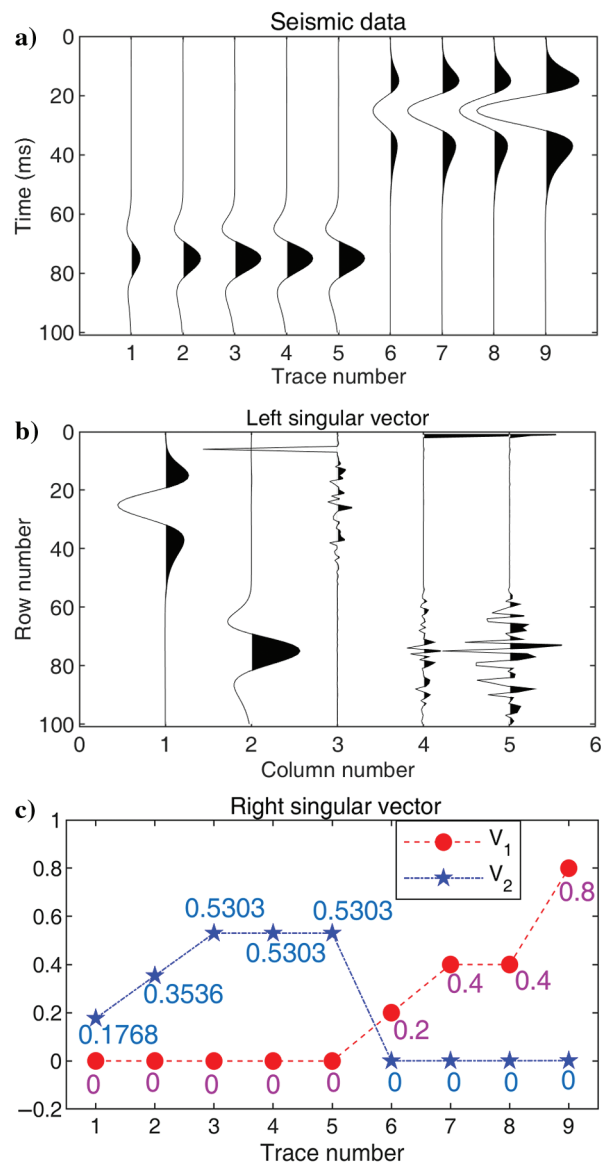 a)
Seismic data
0
20
40
60
80
100
Time (ms)
1 2 3 4 5 6 7 8 9
Trace number
b)
Left singular vector
0
20
40
60
80
100
Row number
0 1 2 3 4 5 6
Column number
c)
Right singular vector
1
0.8
0.6
0.4
0.2
0
−0.2
V1
V2
0.5303 0.5303
0.5303
0.3536
0.1768
0.8
0.4 0.4
0.2
0 0 0 0 0 0 0 0 0
1 2 3 4 5 6 7 8 9
Trace number